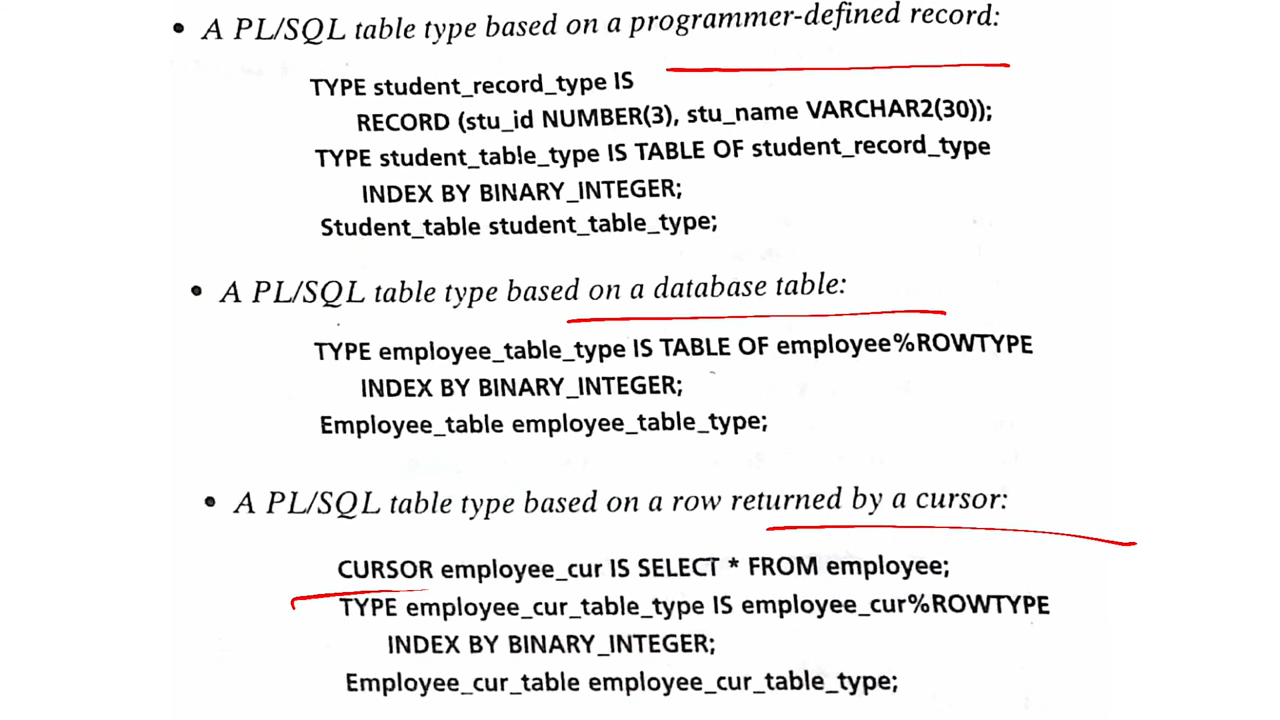 • A PL/SQL table type based on a programmer-defined record:
TYPE student_record_type IS
RECORD (stu_id NUMBER(3), stu_name VARCHAR2(30));
TYPE student_table_type IS TABLE OF student_record_type
INDEX BY BINARY_INTEGER;
Student_table student_table_type;
• A PL/SQL table type based on a database table:
TYPE employee_table_type IS TABLE OF employee%ROWTYPE
INDEX BY BINARY_INTEGER;
Employee_table employee_table_type;
• A PL/SQL table type based on a row returned by a cursor:
CURSOR employee_cur IS SELECT * FROM employee;
TYPE employee_cur_table_type IS employee_cur%ROWTYPE
INDEX BY BINARY_INTEGER;
Employee_cur_table employee_cur_table_type;